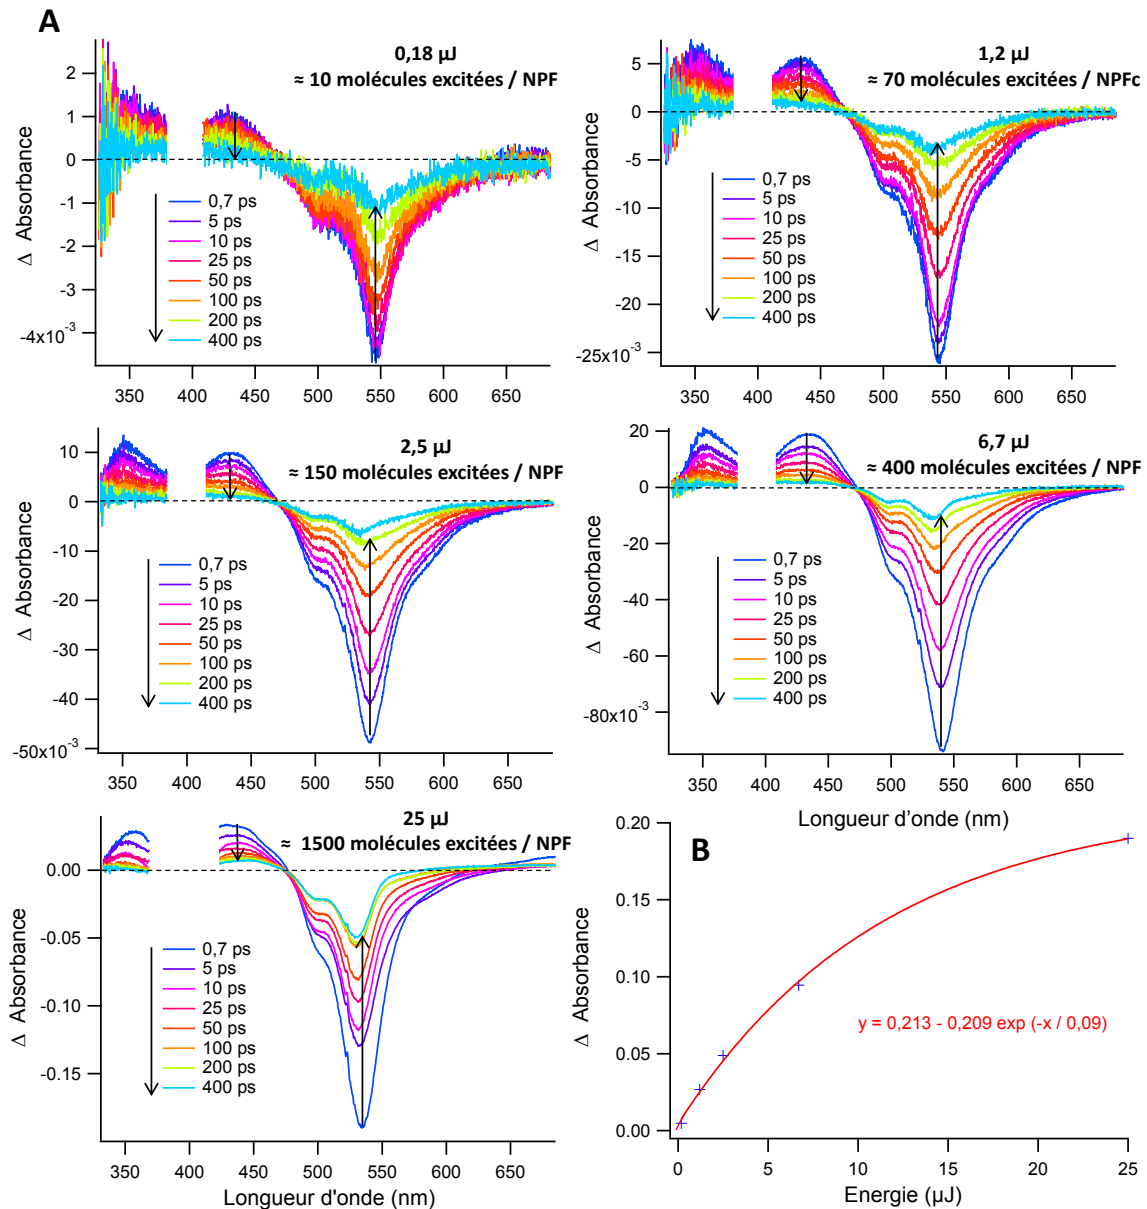 A
0,18 µJ
≈ 10 molécules excitées / NPF
2
1
0
-1
-2
-3
-4x10⁻³
Δ Absorbance
0,7 ps
5 ps
10 ps
25 ps
50 ps
100 ps
200 ps
400 ps
350 400 450 500 550 600 650
1,2 µJ
≈ 70 molécules excitées / NPFc
5
0
-5
-10
-15
-20
-25x10⁻³
Δ Absorbance
0,7 ps
5 ps
10 ps
25 ps
50 ps
100 ps
200 ps
400 ps
350 400 450 500 550 600 650
2,5 µJ
≈ 150 molécules excitées / NPF
10
0
-10
-20
-30
-40
-50x10⁻³
Δ Absorbance
0,7 ps
5 ps
10 ps
25 ps
50 ps
100 ps
200 ps
400 ps
350 400 450 500 550 600 650
6,7 µJ
≈ 400 molécules excitées / NPF
20
0
-20
-40
-60
-80x10⁻³
Δ Absorbance
0,7 ps
5 ps
10 ps
25 ps
50 ps
100 ps
200 ps
400 ps
350 400 450 500 550 600 650
Longueur d'onde (nm)
25 µJ
≈ 1500 molécules excitées / NPF
0.00
-0.05
-0.10
-0.15
Δ Absorbance
0,7 ps
5 ps
10 ps
25 ps
50 ps
100 ps
200 ps
400 ps
350 400 450 500 550 600 650
Longueur d'onde (nm)
B
0.20
0.15
0.10
0.05
0.00
Δ Absorbance
y = 0,213 - 0,209 exp (-x / 0,09)
0 5 10 15 20 25
Energie (µJ)